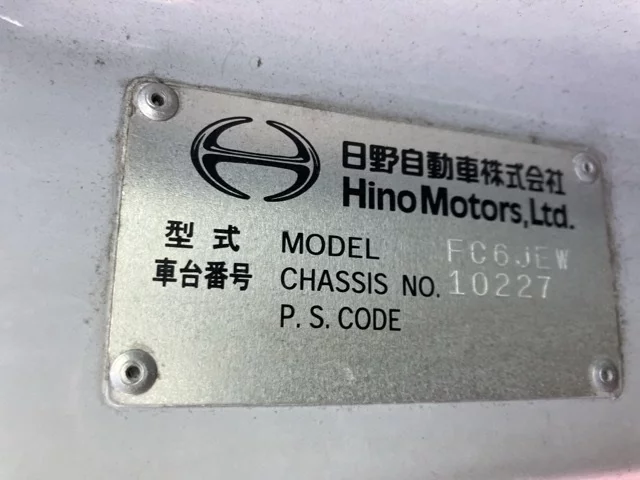 日野自動車株式会社
Hino Motors, Ltd.
型式 MODEL FC6JEW
車台番号 CHASSIS NO. 10227
P. S. CODE